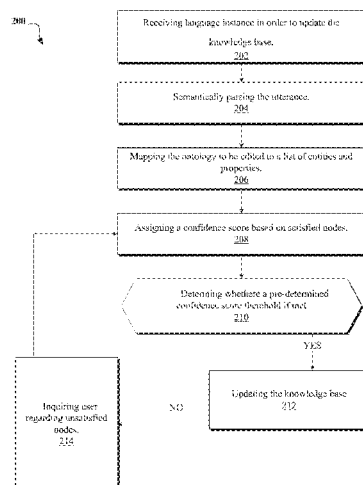 200
Receiving language instance in order to update the
knowledge base.
202
Semantically parsing the utterance.
204
Mapping the ontology to be edited to a list of entities and
properties.
206
Assigning a confidence score based on satisfied nodes.
208
Determining whether a pre-determined
confidence score threshold if met
210
YES
Inquiring user
regarding unsatisfied
nodes.
214
NO
Updating the knowledge base
212